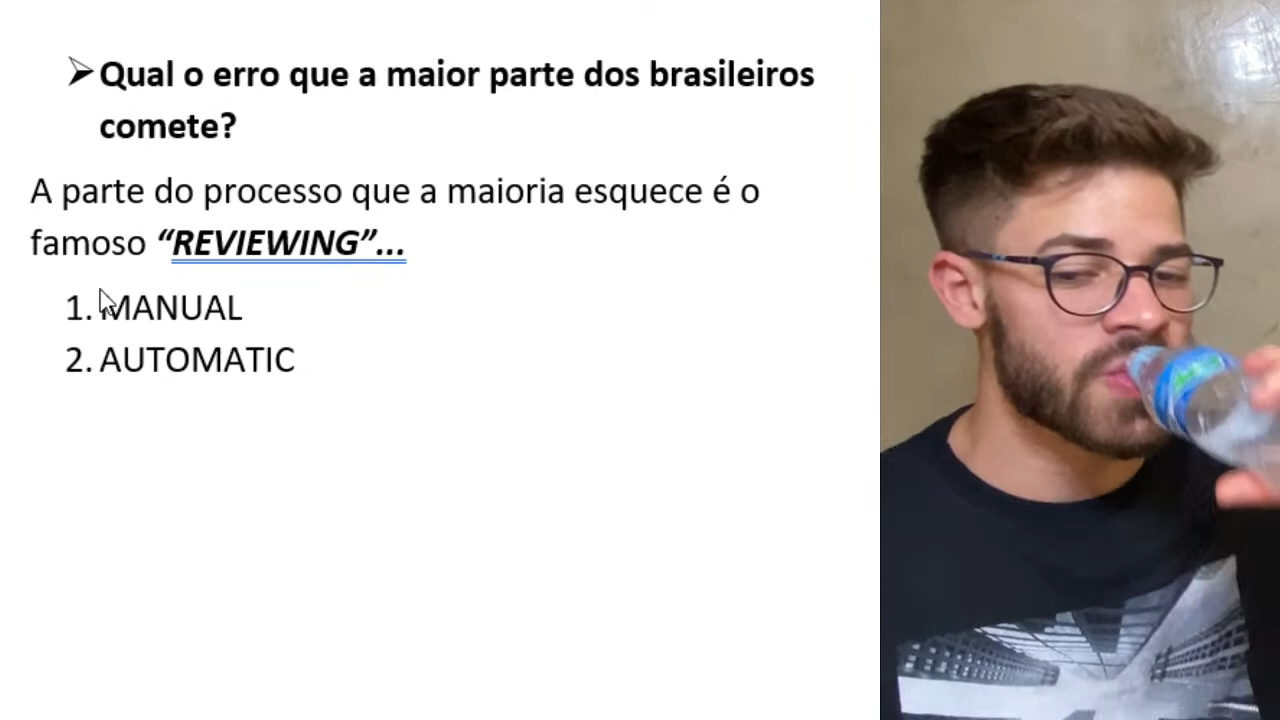 ➢ Qual o erro que a maior parte dos brasileiros
comete?
A parte do processo que a maioria esquece é o
famoso “REVIEWING”...
1. MANUAL
2. AUTOMATIC